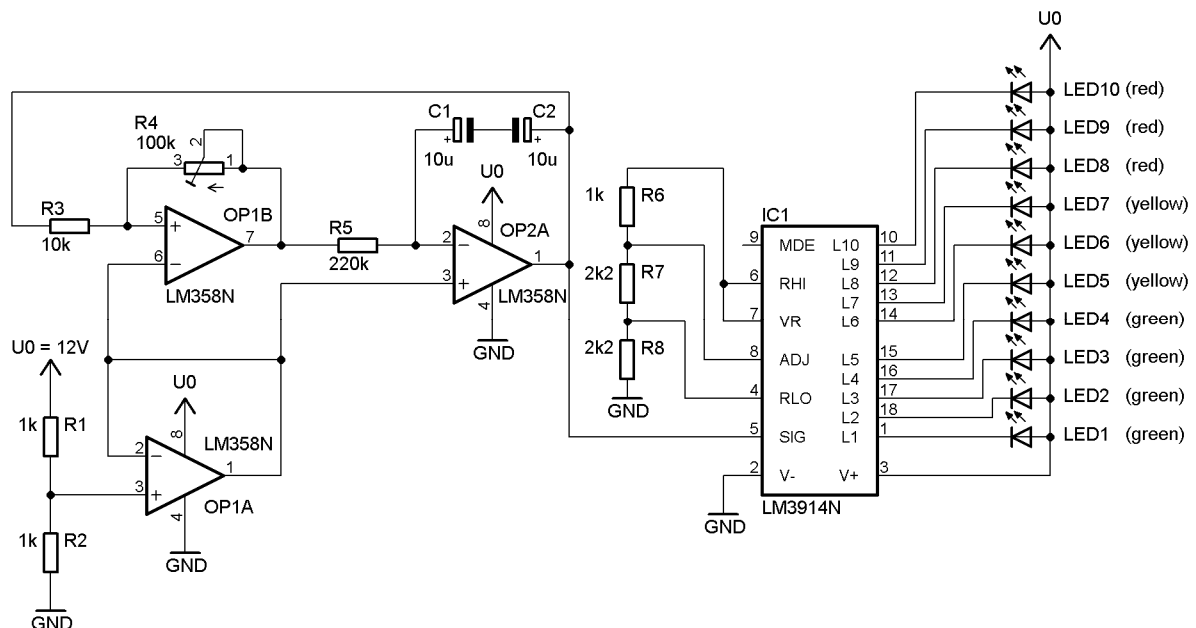 U0
LED10 (red)
LED9 (red)
LED8 (red)
LED7 (yellow)
LED6 (yellow)
LED5 (yellow)
LED4 (green)
LED3 (green)
LED2 (green)
LED1 (green)
C1
C2
+
+
10u
10u
R4
100k
2
3
1
R3
10k
5
+
6
−
7
OP1B
LM358N
R5
220k
U0
8
OP2A
2
−
3
+
1
4
LM358N
GND
U0 = 12V
1k
R1
1k
R2
GND
U0
8
LM358N
2
−
3
+
1
4
OP1A
GND
1k
R6
2k2
R7
2k2
R8
GND
IC1
9 MDE L10 10
L9 11
6 RHI L8 12
L7 13
7 VR L6 14
8 ADJ L5 15
L4 16
4 RLO L3 17
L2 18
5 SIG L1 1
2 V- V+ 3
LM3914N
GND